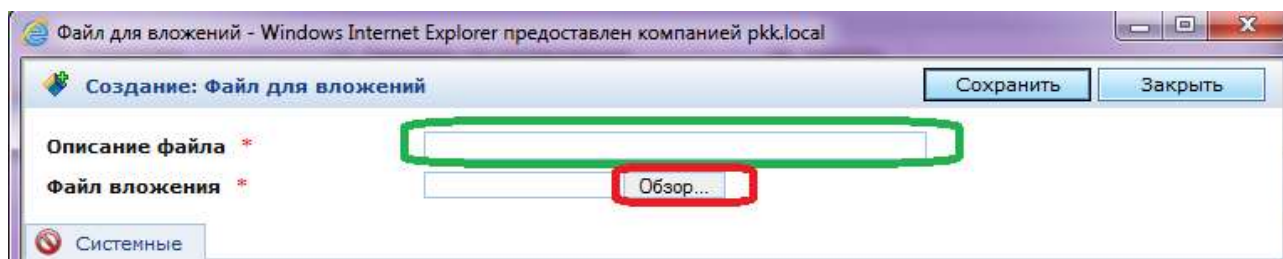 Файл для вложений - Windows Internet Explorer предоставлен компанией pkk.local
Создание: Файл для вложений Сохранить Закрыть
Описание файла *
Файл вложения * Обзор...
Системные